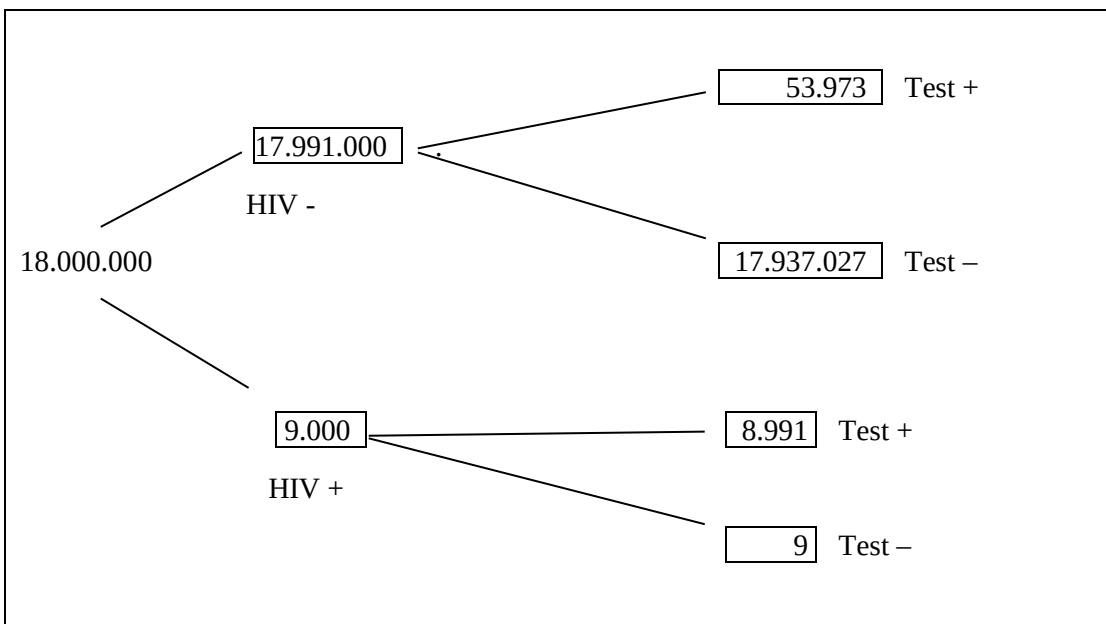 53.973 Test +
17.991.000 .
HIV -
18.000.000
17.937.027 Test –
9.000
8.991 Test +
HIV +
9 Test –